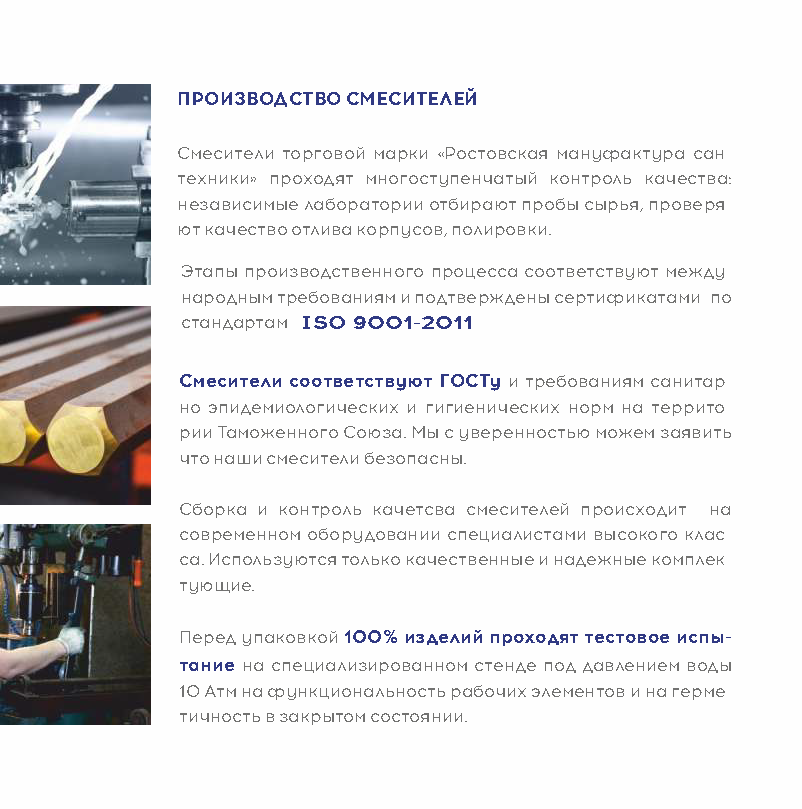 ПРОИЗВОДСТВО СМЕСИТЕЛЕЙ
Смесители торговой марки «Ростовская мануфактура сан
техники» проходят многоступенчатый контроль качества:
независимые лаборатории отбирают пробы сырья, проверя
ют качество отлива корпусов, полировки.
Этапы производственного процесса соответствуют между
народным требованиям и подтверждены сертификатами по
стандартам ISO 9001-2011
Смесители соответствуют ГОСТу и требованиям санитар
но эпидемиологических и гигиенических норм на террито
рии Таможенного Союза. Мы с уверенностью можем заявить
что наши смесители безопасны.
Сборка и контроль качетсва смесителей происходит на
современном оборудовании специалистами высокого клас
са. Используются только качественные и надежные комплек
тующие.
Перед упаковкой 100% изделий проходят тестовое испы-
тание на специализированном стенде под давлением воды
10 Атм на функциональность рабочих элементов и на герме
тичность в закрытом состоянии.